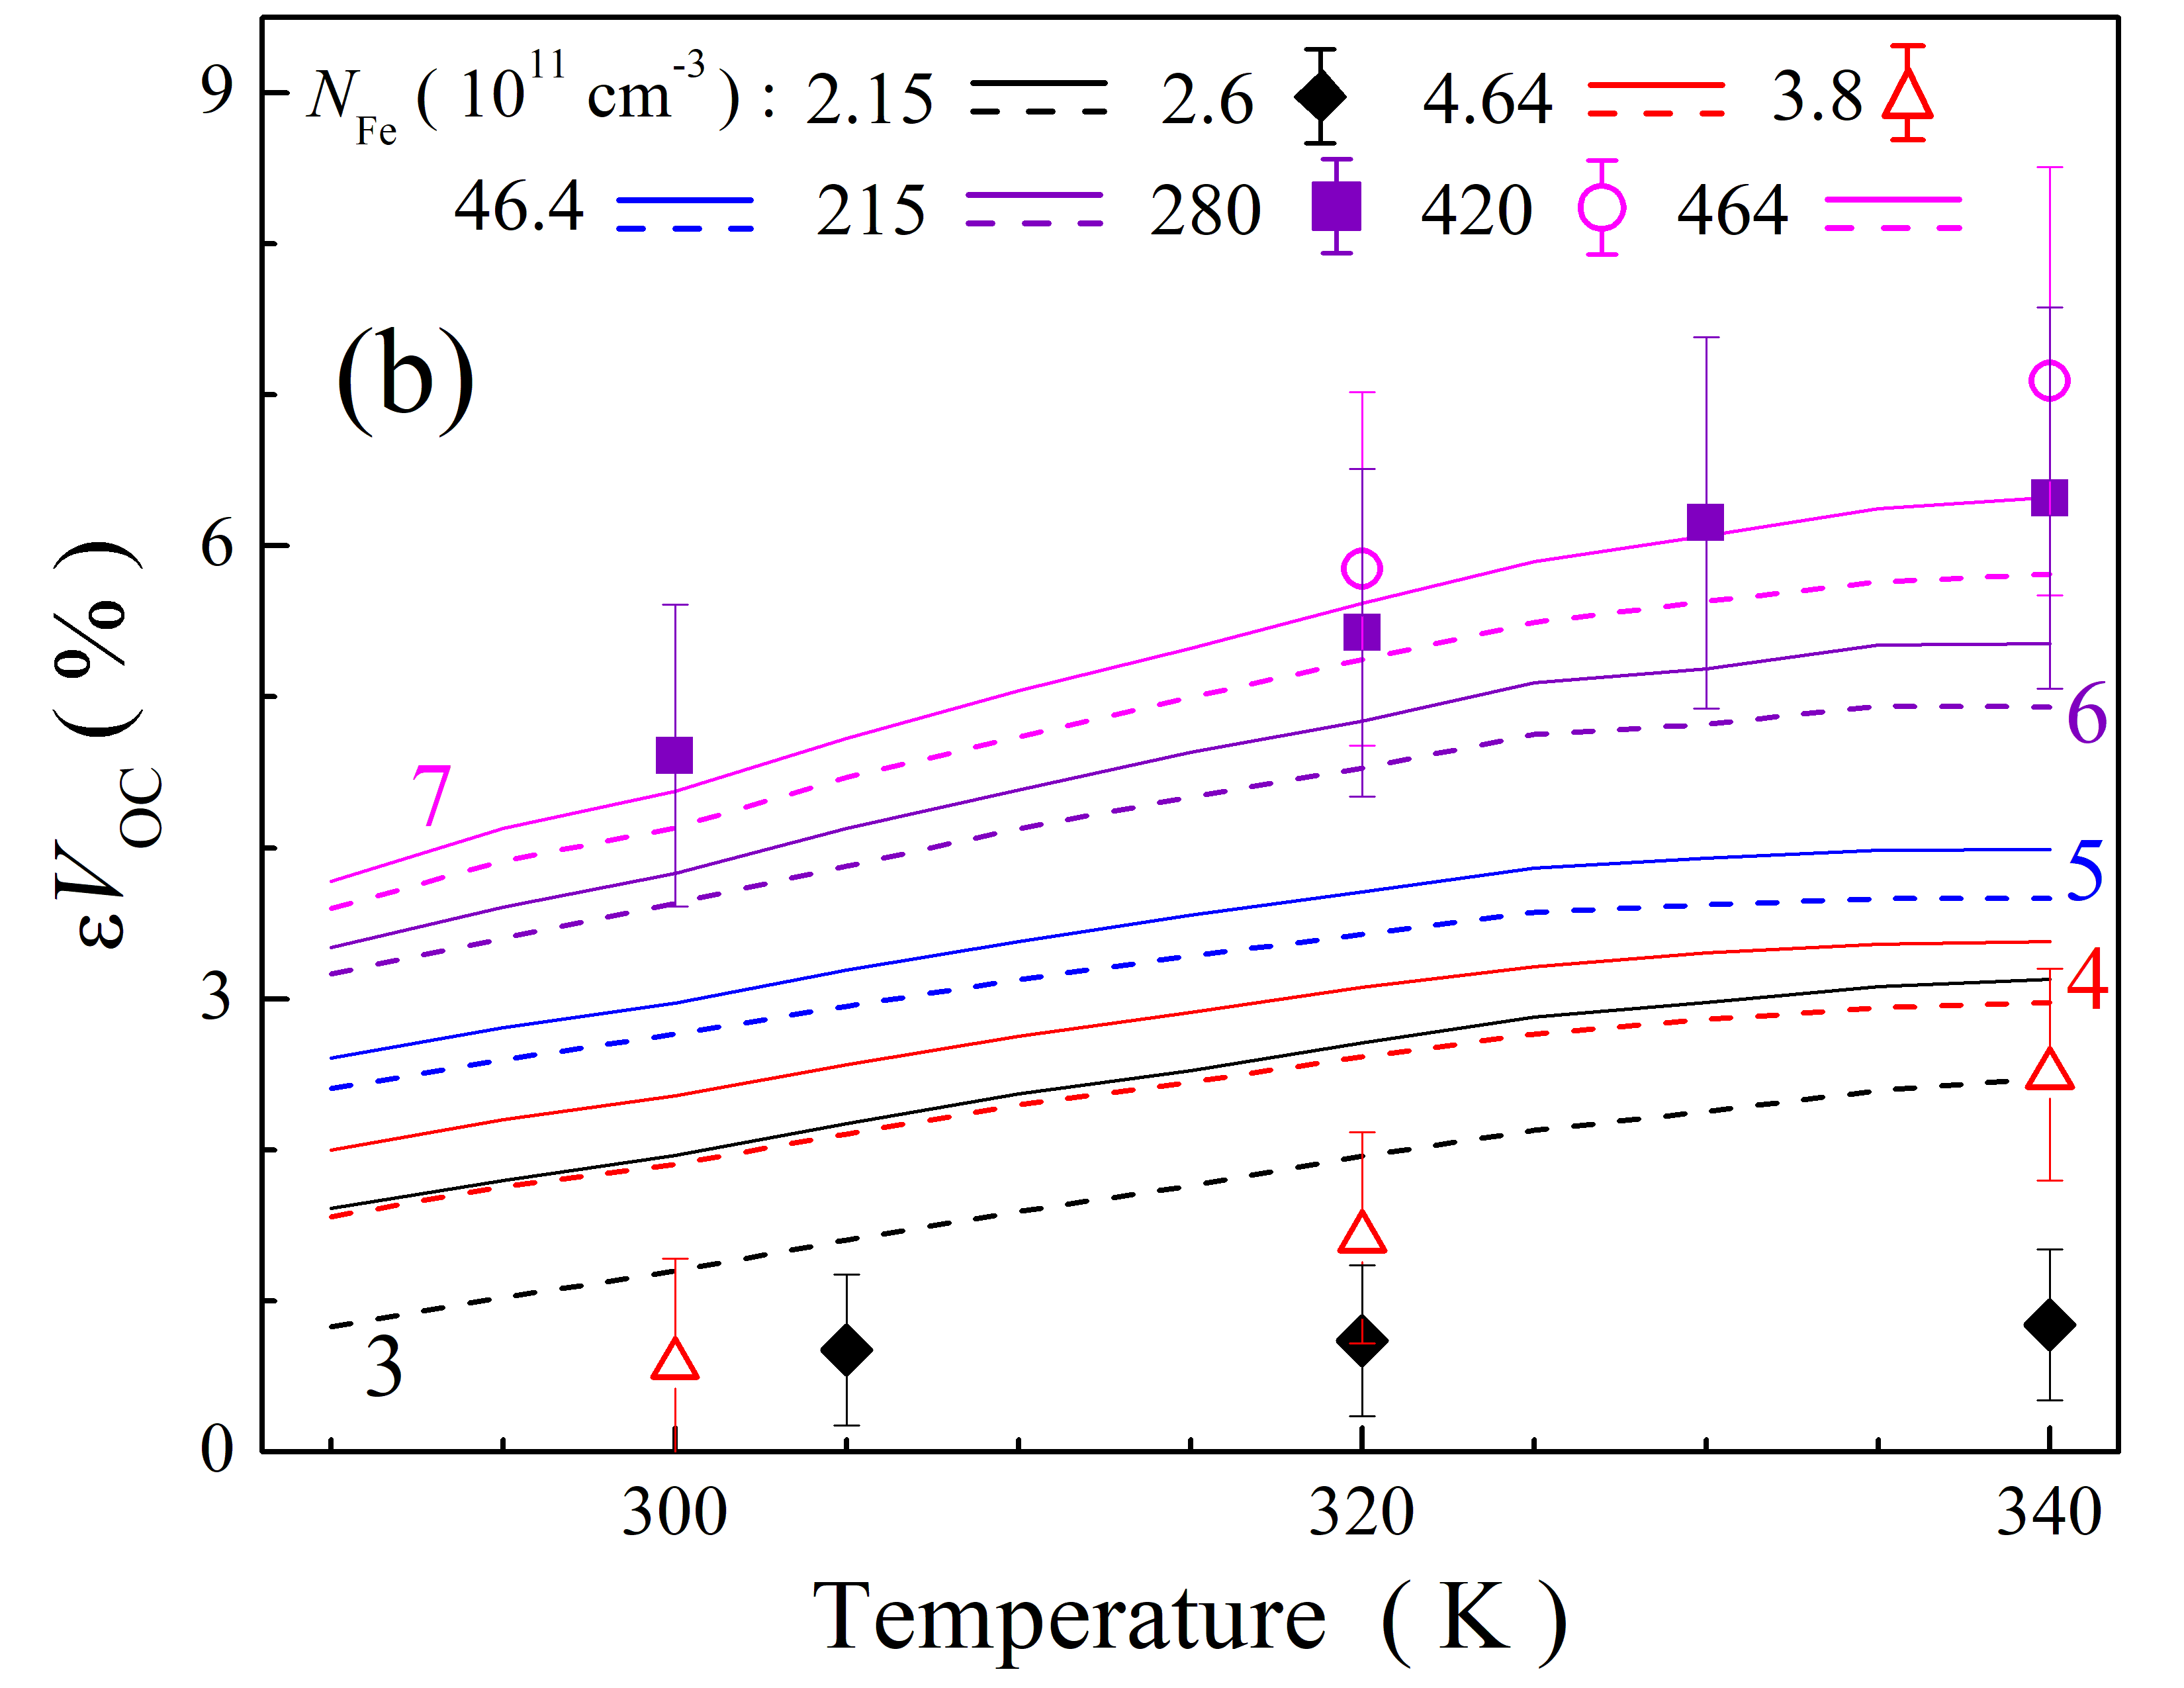 N_Fe ( 10^11 cm^-3 ) : 2.15 2.6 4.64 3.8
46.4 215 280 420 464
(b)
9
6
3
0
εV_OC ( % )
7
6
5
4
3
300 320 340
Temperature ( K )